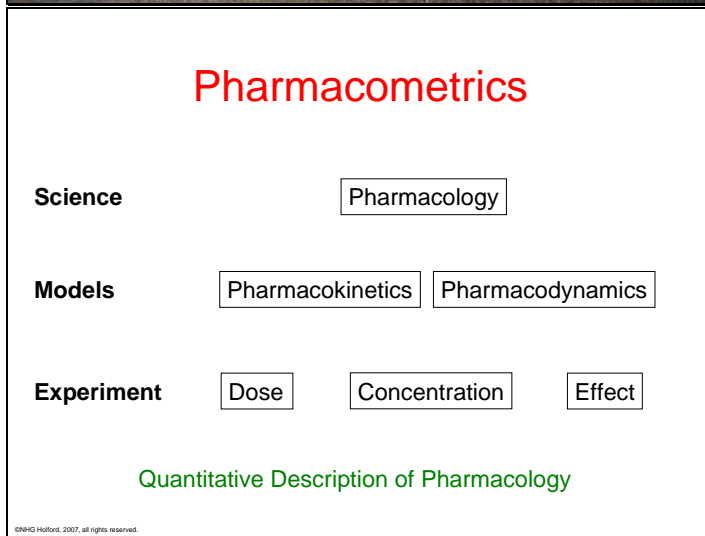 Pharmacometrics
Science Pharmacology
Models Pharmacokinetics Pharmacodynamics
Experiment Dose Concentration Effect
Quantitative Description of Pharmacology
©NHG Holford, 2007, all rights reserved.